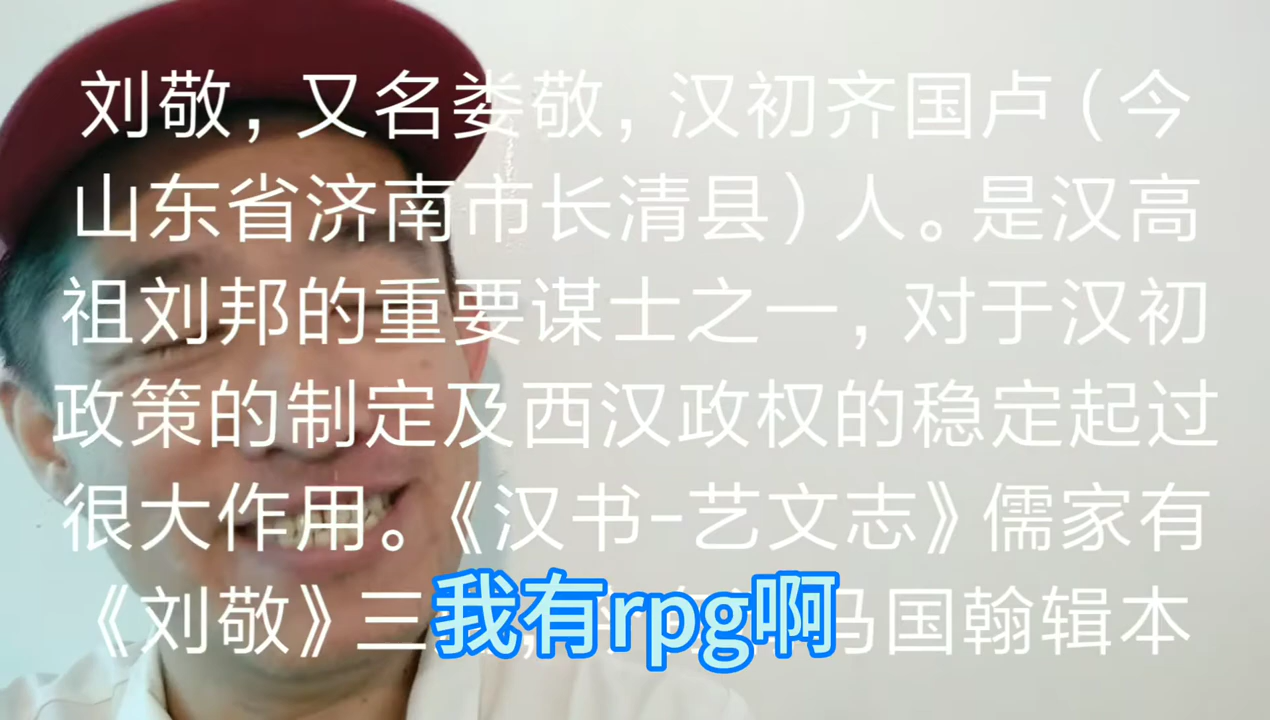 刘敬，又名娄敬，汉初齐国卢（今
山东省济南市长清县）人。是汉高
祖刘邦的重要谋士之一，对于汉初
政策的制定及西汉政权的稳定起过
很大作用。《汉书-艺文志》儒家有
《刘敬》三 马国翰辑本
我有rpg啊